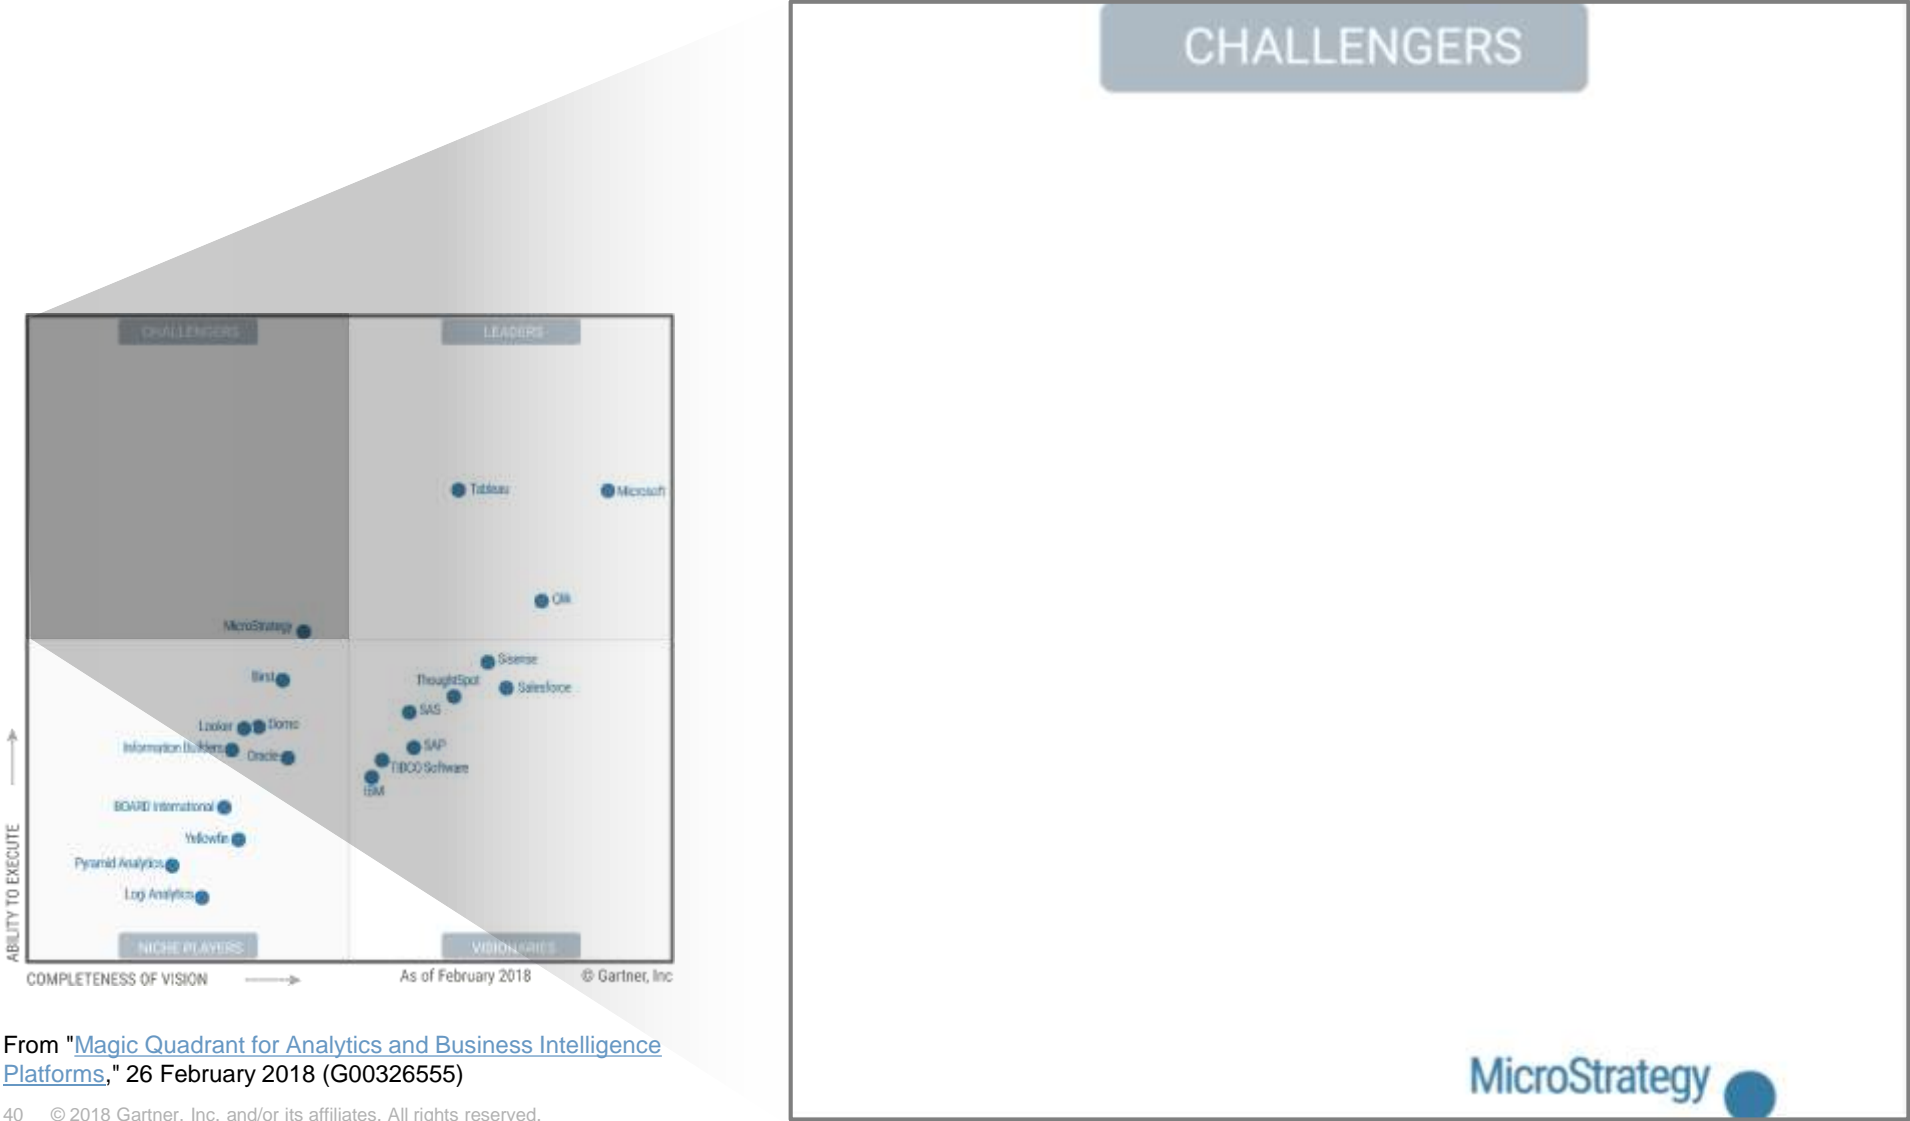 CHALLENGERS
CHALLENGERS
LEADERS
Tableau
Microsoft
Qlik
MicroStrategy
Sisense
Birst
ThoughtSpot
Salesforce
SAS
Looker
Domo
Information Builders
Oracle
SAP
TIBCO Software
IBM
BOARD International
Yellowfin
Pyramid Analytics
Logi Analytics
ABILITY TO EXECUTE
NICHE PLAYERS
VISIONARIES
COMPLETENESS OF VISION
As of February 2018
© Gartner, Inc
MicroStrategy
From "Magic Quadrant for Analytics and Business Intelligence
Platforms," 26 February 2018 (G00326555)
40 © 2018 Gartner, Inc. and/or its affiliates. All rights reserved.